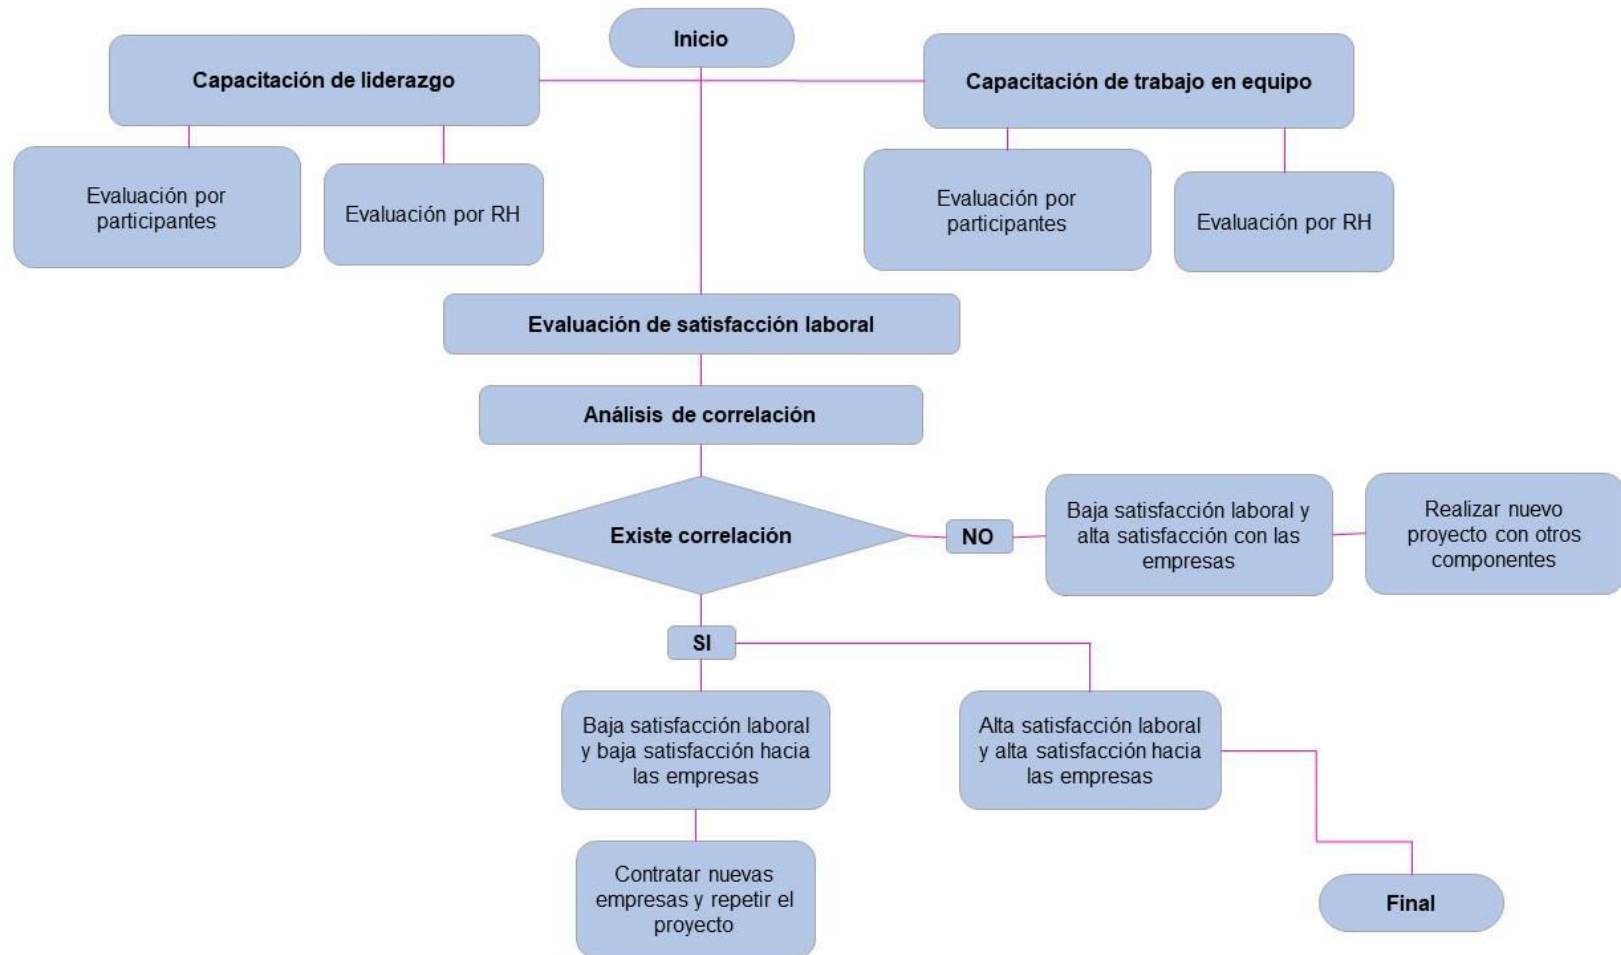 Inicio
Capacitación de liderazgo
Capacitación de trabajo en equipo
Evaluación por
participantes
Evaluación por RH
Evaluación por
participantes
Evaluación por RH
Evaluación de satisfacción laboral
Análisis de correlación
Existe correlación
NO
Baja satisfacción laboral y
alta satisfacción con las
empresas
Realizar nuevo
proyecto con otros
componentes
SI
Baja satisfacción laboral
y baja satisfacción hacia
las empresas
Alta satisfacción laboral
y alta satisfacción hacia
las empresas
Contratar nuevas
empresas y repetir el
proyecto
Final